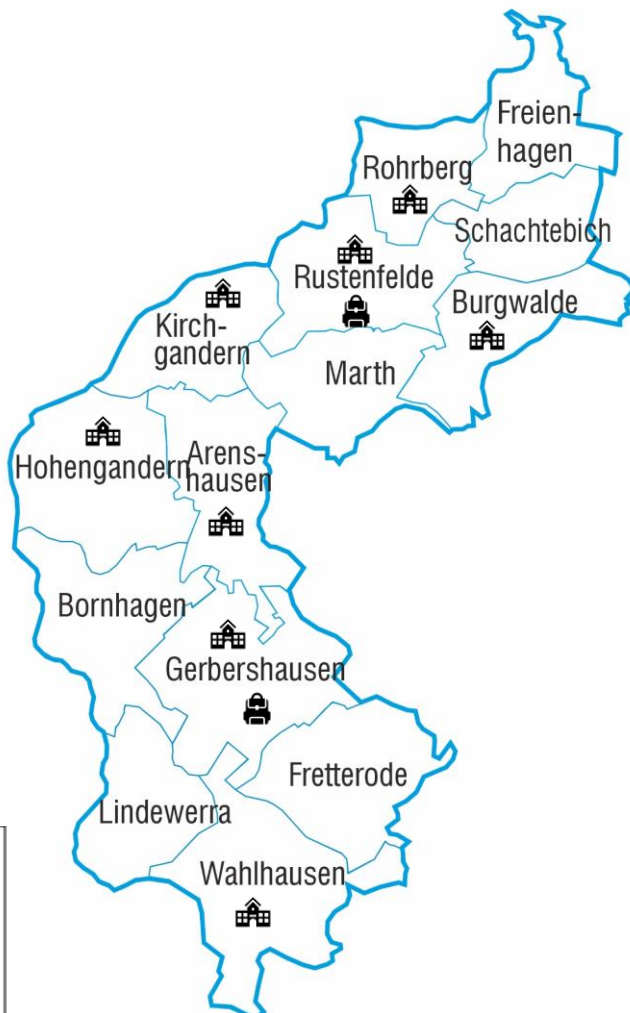 Freien-
hagen
Rohrberg
Schachtebich
Rustenfelde
Burgwalde
Kirch-
gandern
Marth
Hohengandern
Arens-
hausen
Bornhagen
Gerbershausen
Fretterode
Lindewerra
Wahlhausen